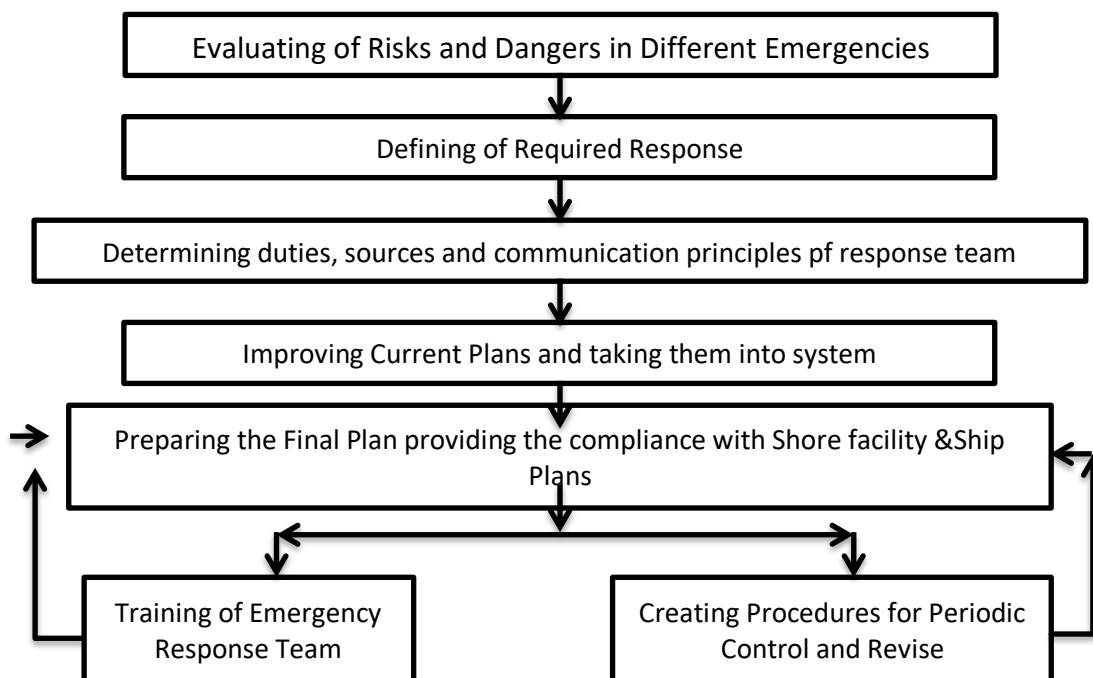 Evaluating of Risks and Dangers in Different Emergencies
Defining of Required Response
Determining duties, sources and communication principles pf response team
Improving Current Plans and taking them into system
Preparing the Final Plan providing the compliance with Shore facility &Ship
Plans
Training of Emergency
Response Team
Creating Procedures for Periodic
Control and Revise